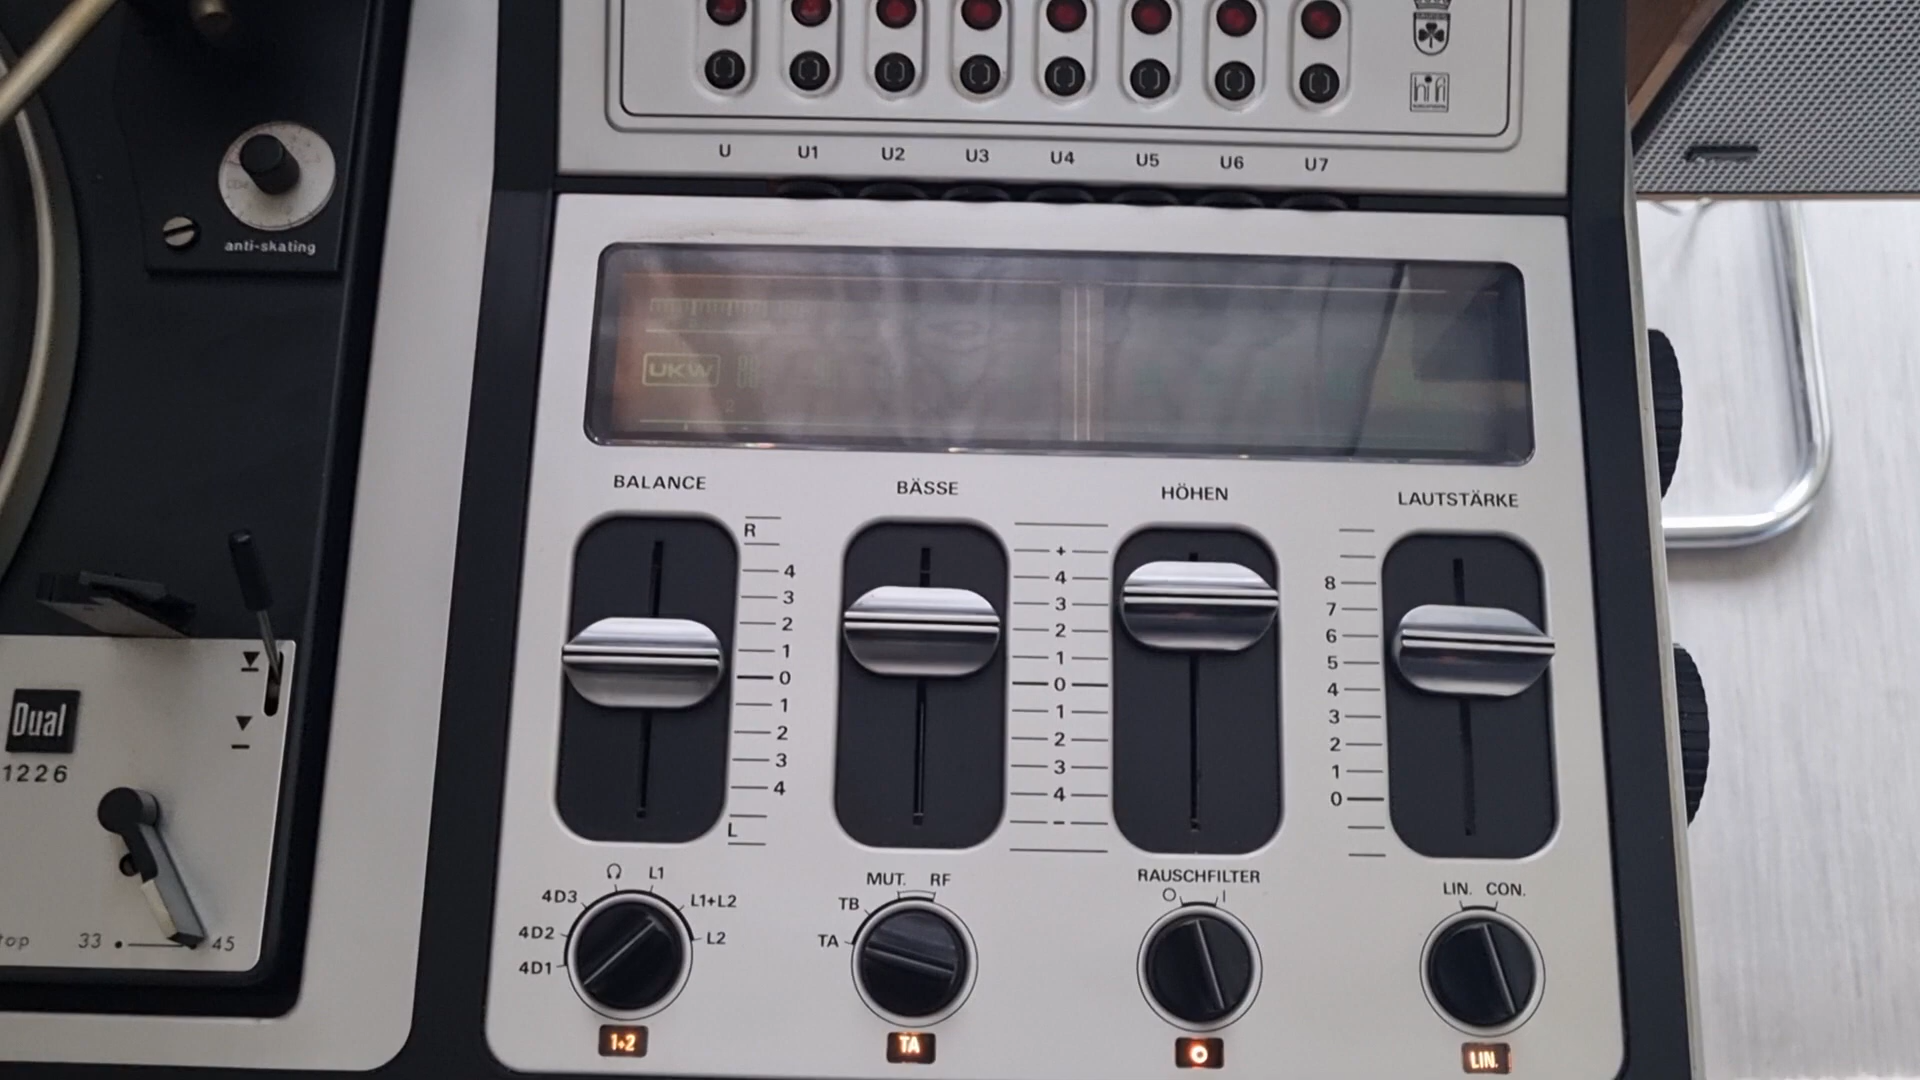 hifi
U U1 U2 U3 U4 U5 U6 U7
anti-skating
UKW
2
BALANCE BÄSSE HÖHEN LAUTSTÄRKE
R
4
3
2
1
0
1
2
3
4
L
+
4
3
2
1
0
1
2
3
4
–
8
7
6
5
4
3
2
1
0
Dual
1226
33 45
Ω L1
4D3 L1+L2
4D2 L2
4D1
1+2
MUT. RF
TB
TA
TA
RAUSCHFILTER
O I
O
LIN. CON.
LIN.